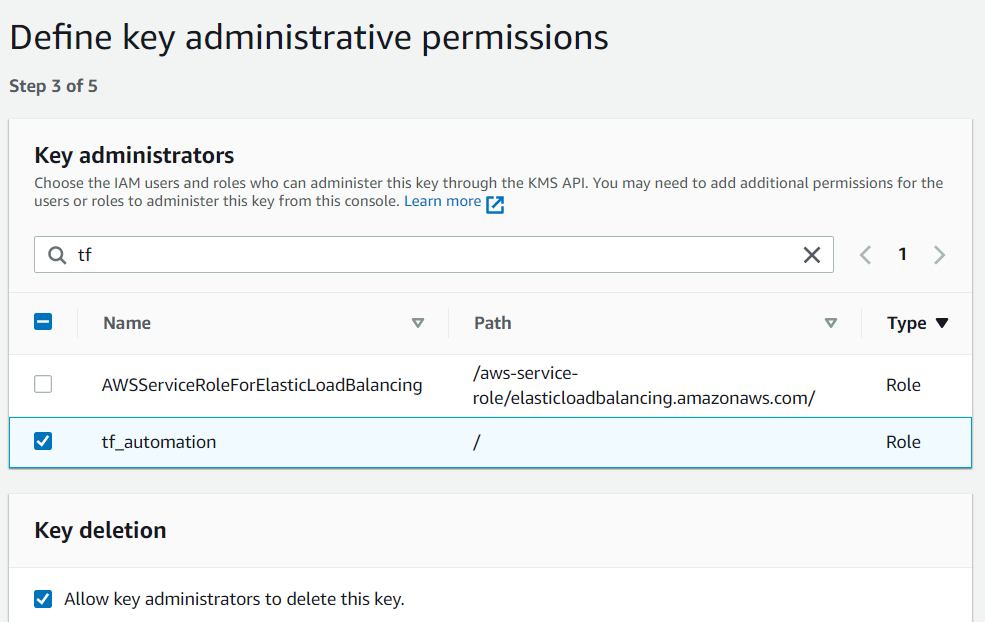 Define key administrative permissions
Step 3 of 5
Key administrators
Choose the IAM users and roles who can administer this key through the KMS API. You may need to add additional permissions for the
users or roles to administer this key from this console. Learn more
tf
1
Name
Path
Type
AWSServiceRoleForElasticLoadBalancing
/aws-service-
role/elasticloadbalancing.amazonaws.com/
Role
tf_automation
/
Role
Key deletion
Allow key administrators to delete this key.